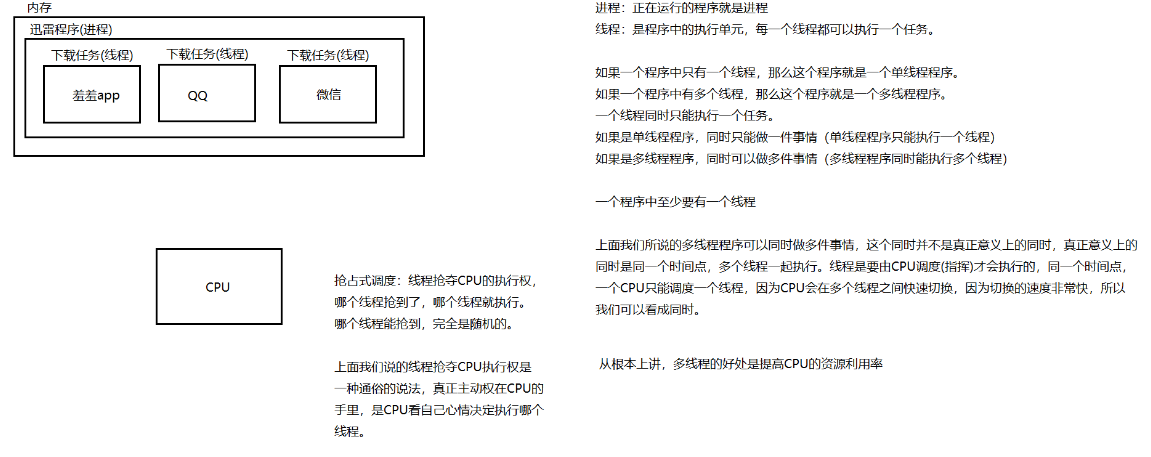 内存
迅雷程序(进程)
下载任务(线程)
下载任务(线程)
下载任务(线程)
羞羞app
QQ
微信
CPU
抢占式调度：线程抢夺CPU的执行权，
哪个线程抢到了，哪个线程就执行。
哪个线程能抢到，完全是随机的。
上面我们说的线程抢夺CPU执行权是
一种通俗的说法，真正主动权在CPU的
手里，是CPU看自己心情决定执行哪个
线程。
进程：正在运行的程序就是进程
线程：是程序中的执行单元，每一个线程都可以执行一个任务。
如果一个程序中只有一个线程，那么这个程序就是一个单线程程序。
如果一个程序中有多个线程，那么这个程序就是一个多线程程序。
一个线程同时只能执行一个任务。
如果是单线程程序，同时只能做一件事情（单线程程序只能执行一个线程）
如果是多线程程序，同时可以做多件事情（多线程程序同时能执行多个线程）
一个程序中至少要有一个线程
上面我们所说的多线程程序可以同时做多件事情，这个同时并不是真正意义上的同时，真正意义上的
同时是同一个时间点，多个线程一起执行。线程是要由CPU调度(指挥)才会执行的，同一个时间点，
一个CPU只能调度一个线程，因为CPU会在多个线程之间快速切换，因为切换的速度非常快，所以
我们可以看成同时。
从根本上讲，多线程的好处是提高CPU的资源利用率